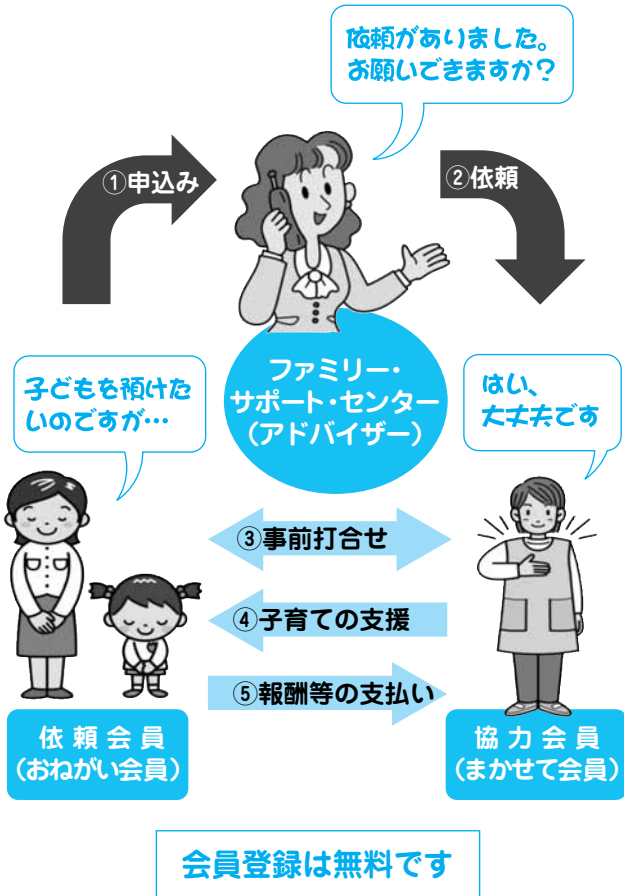 依頼がありました。
お願いできますか？
①申込み
②依頼
ファミリー・
サポート・センター
（アドバイザー）
子どもを預けた
いのですが…
はい、
大丈夫です
③事前打合せ
④子育ての支援
⑤報酬等の支払い
依頼会員
（おねがい会員）
協力会員
（まかせて会員）
会員登録は無料です